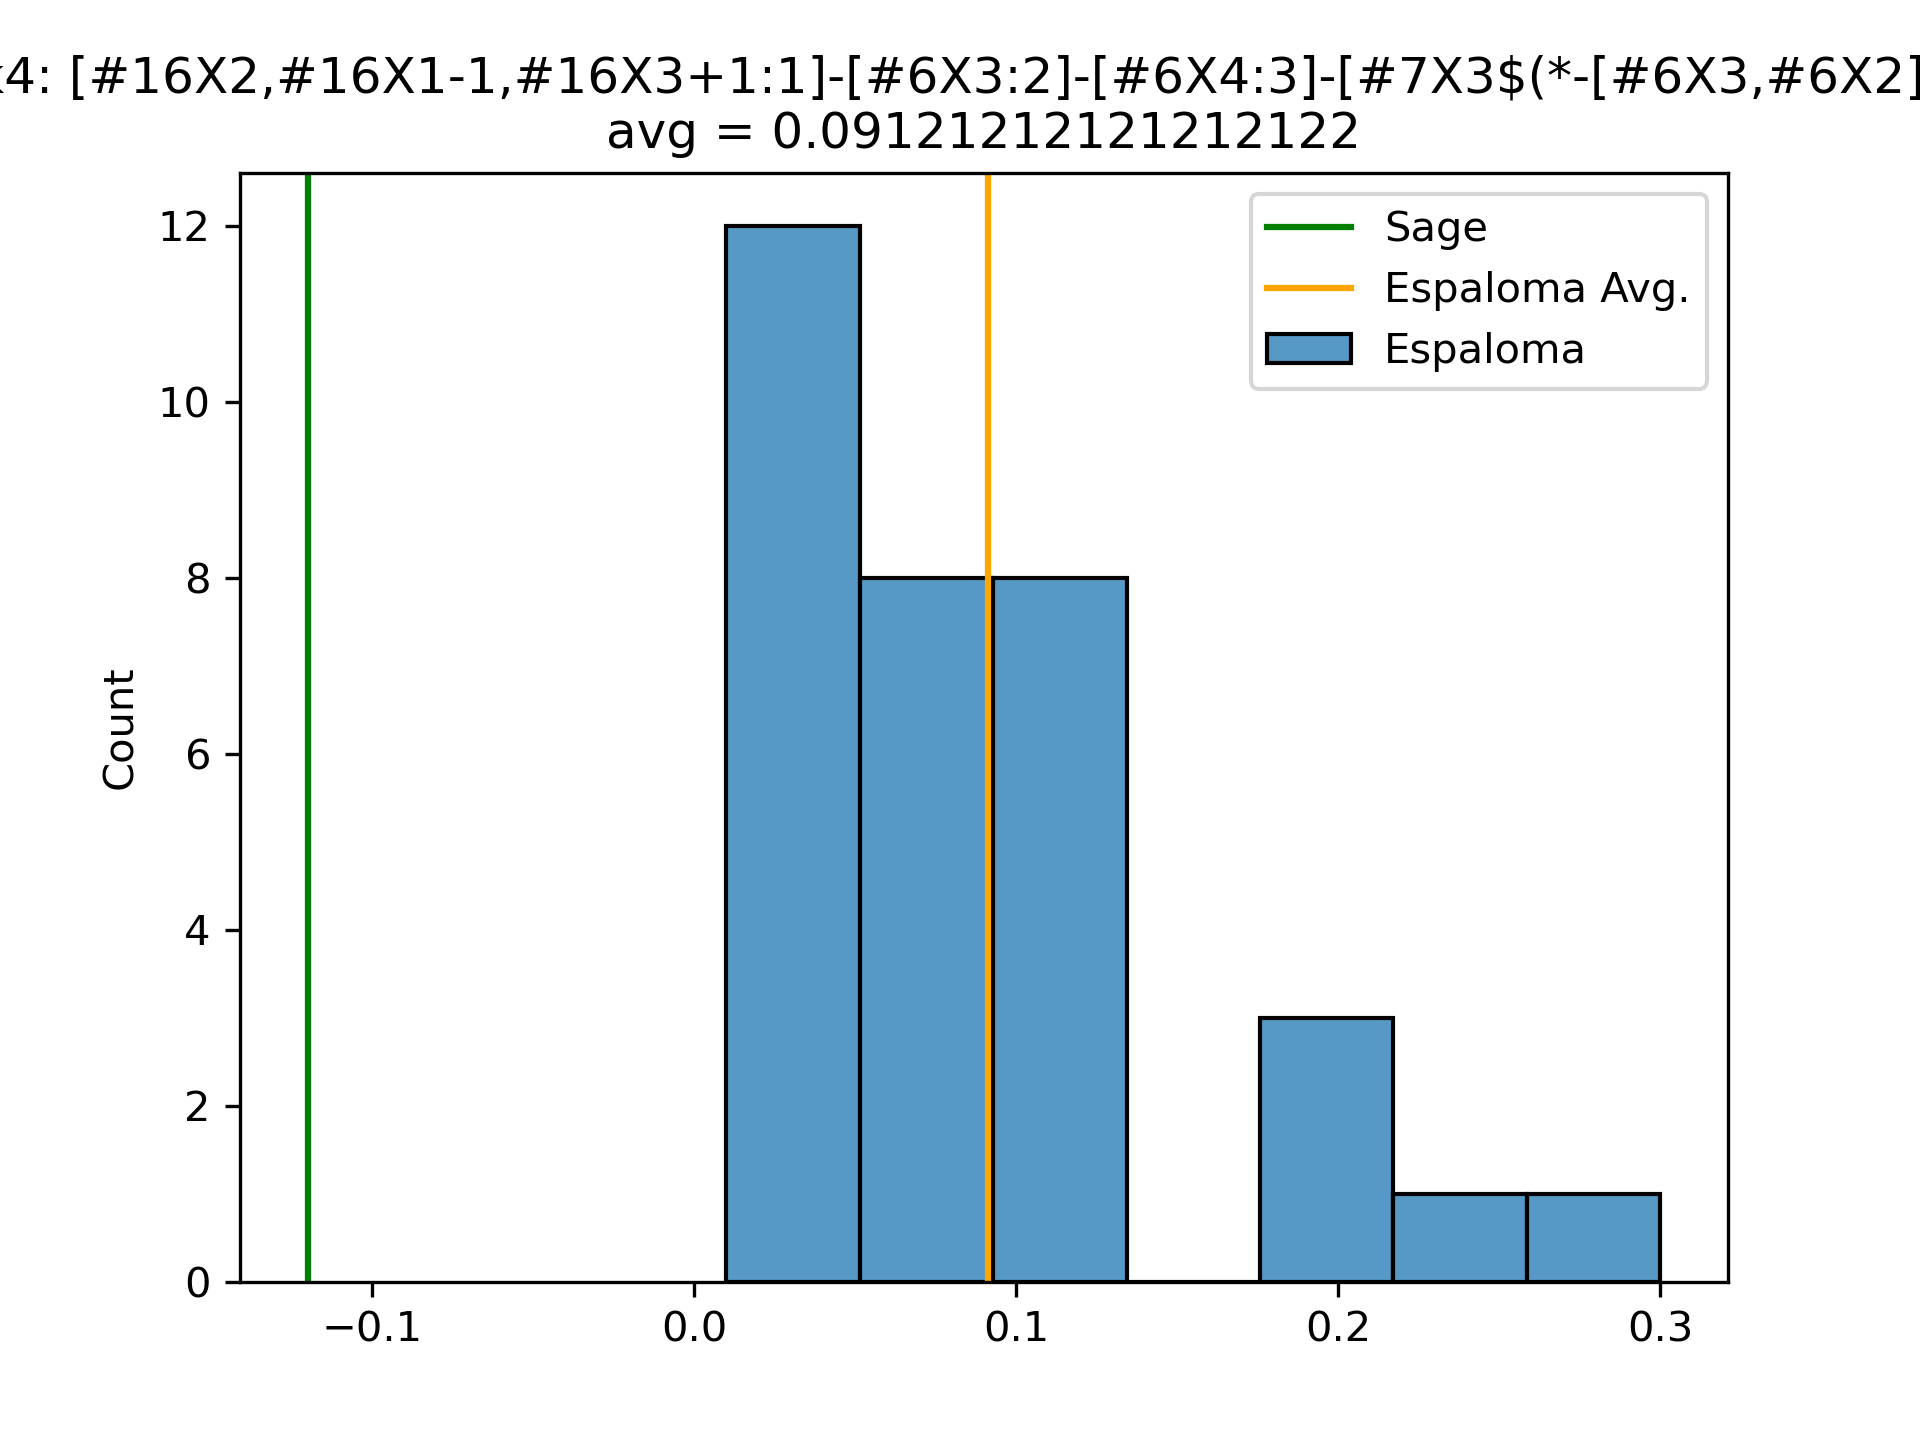 4: [#16X2,#16X1-1,#16X3+1:1]-[#6X3:2]-[#6X4:3]-[#7X3$(*-[#6X3,#6X2]
avg = 0.09121212121212122
Sage
Espaloma Avg.
Espaloma
Count
12
10
8
6
4
2
0
−0.1
0.0
0.1
0.2
0.3